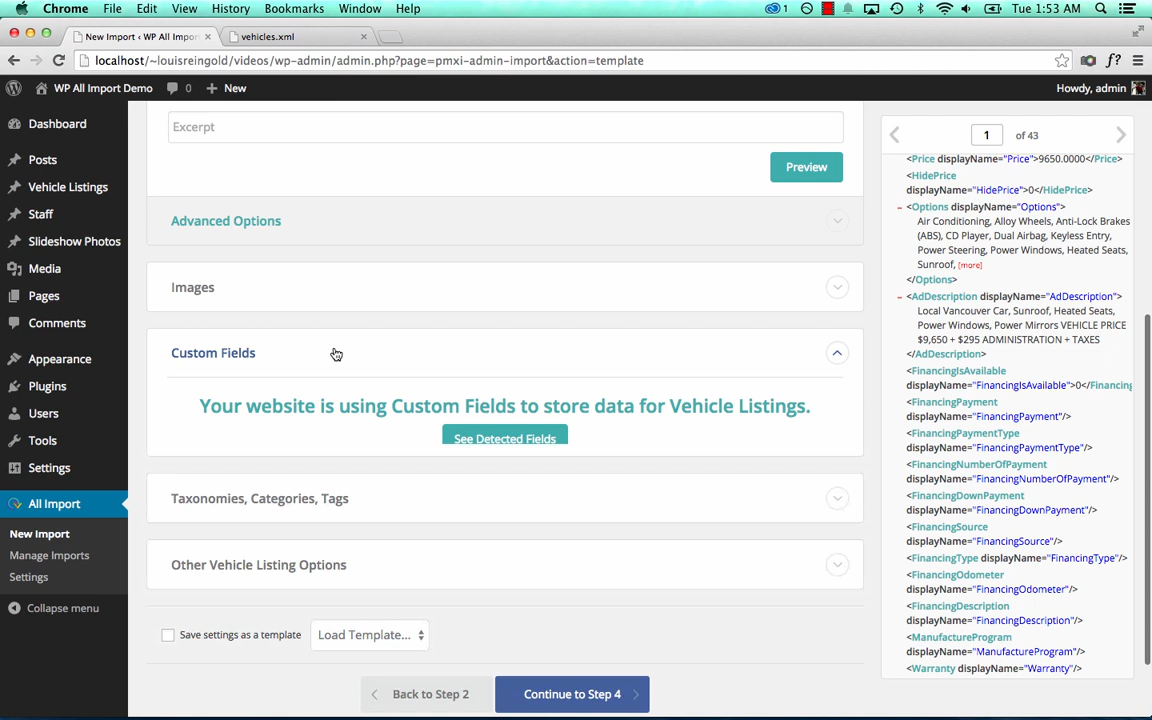 Chrome File Edit View History Bookmarks Window Help
1 Tue 1:53 AM
New Import ‹ WP All Impor
vehicles.xml
localhost/~louisreingold/videos/wp-admin/admin.php?page=pmxi-admin-import&action=template
f?
WP All Import Demo 0 + New Howdy, admin
Dashboard
Posts
Vehicle Listings
Staff
Slideshow Photos
Media
Pages
Comments
Appearance
Plugins
Users
Tools
Settings
All Import
New Import
Manage Imports
Settings
Collapse menu
Excerpt
Preview
Advanced Options
Images
Custom Fields
Your website is using Custom Fields to store data for Vehicle Listings.
See Detected Fields
Taxonomies, Categories, Tags
Other Vehicle Listing Options
Save settings as a template
Load Template...
Back to Step 2
Continue to Step 4
1 of 43
<Price displayName="Price">9650.0000</Price>
<HidePrice
displayName="HidePrice">0</HidePrice>
– <Options displayName="Options">
Air Conditioning, Alloy Wheels, Anti-Lock Brakes
(ABS), CD Player, Dual Airbag, Keyless Entry,
Power Steering, Power Windows, Heated Seats,
Sunroof, [more]
</Options>
– <AdDescription displayName="AdDescription">
Local Vancouver Car, Sunroof, Heated Seats,
Power Windows, Power Mirrors VEHICLE PRICE
$9,650 + $295 ADMINISTRATION + TAXES
</AdDescription>
<FinancingIsAvailable
displayName="FinancingIsAvailable">0</Financing
<FinancingPayment
displayName="FinancingPayment"/>
<FinancingPaymentType
displayName="FinancingPaymentType"/>
<FinancingNumberOfPayment
displayName="FinancingNumberOfPayment"/>
<FinancingDownPayment
displayName="FinancingDownPayment"/>
<FinancingSource
displayName="FinancingSource"/>
<FinancingType displayName="FinancingType"/>
<FinancingOdometer
displayName="FinancingOdometer"/>
<FinancingDescription
displayName="FinancingDescription"/>
<ManufactureProgram
displayName="ManufactureProgram"/>
<Warranty displayName="Warranty"/>